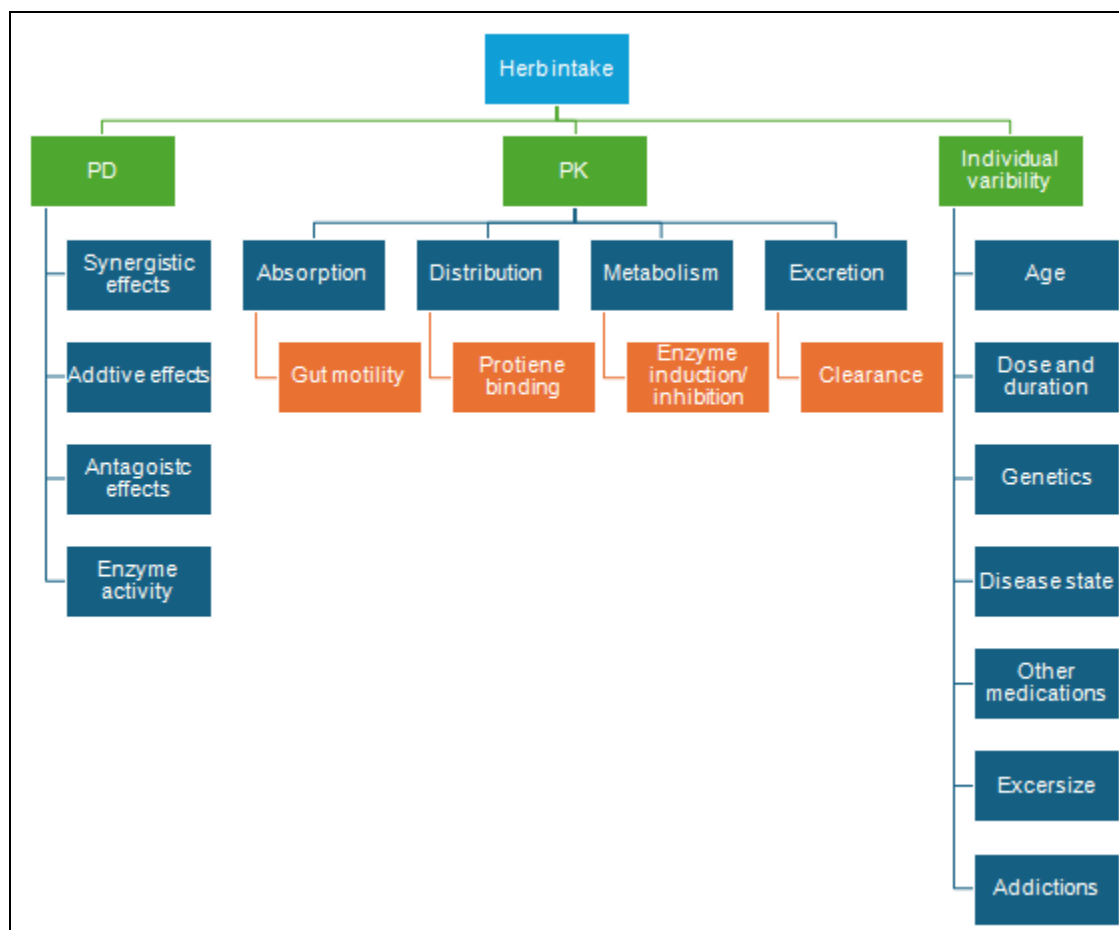 Herb intake
PD
PK
Individual
varibility
Synergistic
effects
Addtive effects
Antagoistc
effects
Enzyme
activity
Absorption
Distribution
Metabolism
Excretion
Gut motility
Protiene
binding
Enzyme
induction/
inhibition
Clearance
Age
Dose and
duration
Genetics
Disease state
Other
medications
Excersize
Addictions